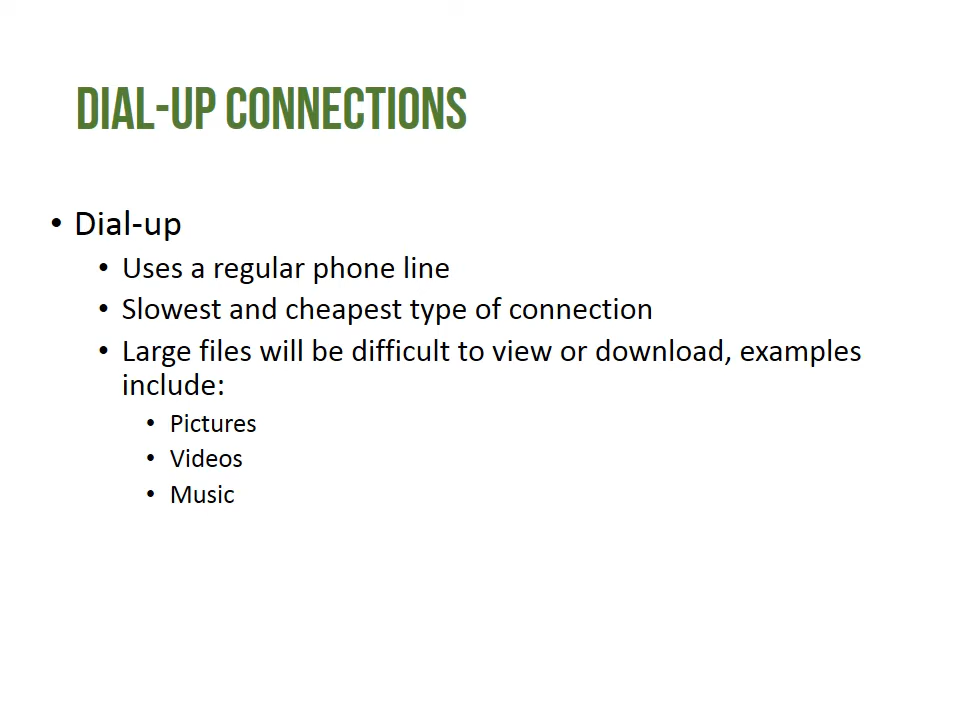 DIAL-UP CONNECTIONS
• Dial-up
• Uses a regular phone line
• Slowest and cheapest type of connection
• Large files will be difficult to view or download, examples
include:
• Pictures
• Videos
• Music